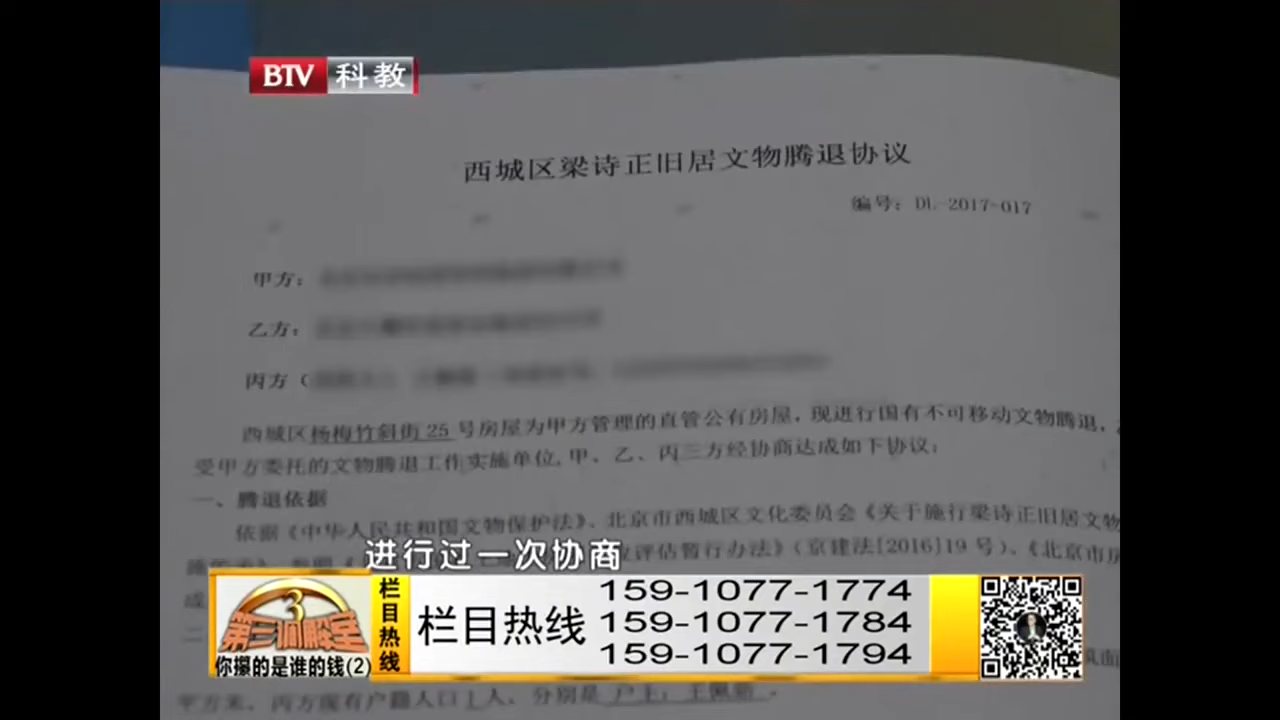 BTV 科教
西城区梁诗正旧居文物腾退协议
编号：DL-2017-017
甲方：
乙方：
丙方（
西城区杨梅竹斜街 25 号房屋为甲方管理的直管公有房屋，现进行国有不可移动文物腾退，
受甲方委托的文物腾退工作实施单位，甲、乙、丙三方经协商达成如下协议：
一、腾退依据
依据《中华人民共和国文物保护法》、北京市西城区文化委员会《关于施行梁诗正旧居文物
评估暂行办法》（京建法[2016]19 号）、《北京市房
进行过一次协商
第三调解室
你攥的是谁的钱(2)
栏目热线
栏目热线
159-1077-1774
159-1077-1784
159-1077-1794
平方米。丙方现有户籍人口 1 人，分别是 户主：王佩